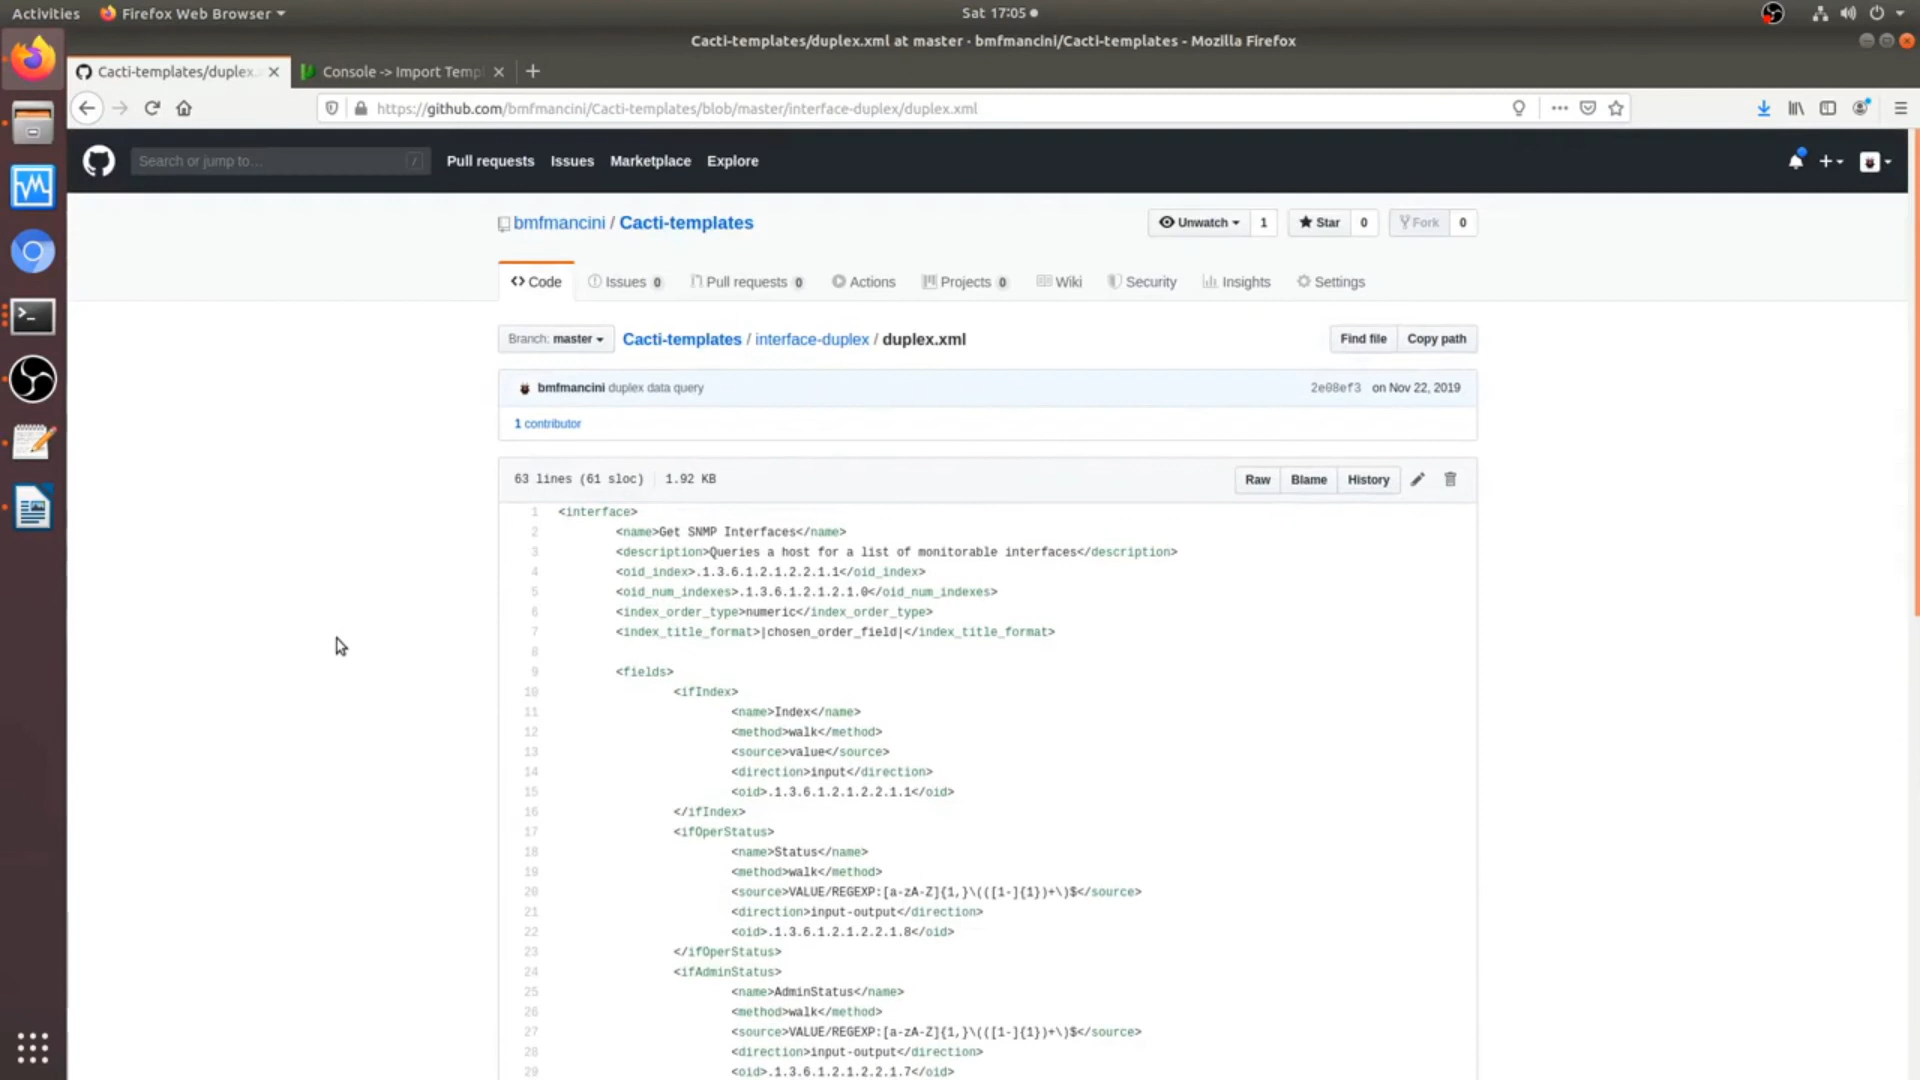 Activities Firefox Web Browser Sat 17:05
Cacti-templates/duplex.xml at master · bmfmancini/Cacti-templates - Mozilla Firefox
Cacti-templates/duplex. Console -> Import Temp
https://github.com/bmfmancini/Cacti-templates/blob/master/interface-duplex/duplex.xml
Search or jump to... / Pull requests Issues Marketplace Explore
bmfmancini / Cacti-templates Unwatch 1 Star 0 Fork 0
Code Issues 0 Pull requests 0 Actions Projects 0 Wiki Security Insights Settings
Branch: master Cacti-templates / interface-duplex / duplex.xml Find file Copy path
bmfmancini duplex data query 2e08ef3 on Nov 22, 2019
1 contributor
63 lines (61 sloc) 1.92 KB Raw Blame History
1 <interface>
2 <name>Get SNMP Interfaces</name>
3 <description>Queries a host for a list of monitorable interfaces</description>
4 <oid_index>.1.3.6.1.2.1.2.2.1.1</oid_index>
5 <oid_num_indexes>.1.3.6.1.2.1.2.1.0</oid_num_indexes>
6 <index_order_type>numeric</index_order_type>
7 <index_title_format>|chosen_order_field|</index_title_format>
8
9 <fields>
10 <ifIndex>
11 <name>Index</name>
12 <method>walk</method>
13 <source>value</source>
14 <direction>input</direction>
15 <oid>.1.3.6.1.2.1.2.2.1.1</oid>
16 </ifIndex>
17 <ifOperStatus>
18 <name>Status</name>
19 <method>walk</method>
20 <source>VALUE/REGEXP:[a-zA-Z]{1,}\(([1-]{1})+\)$</source>
21 <direction>input-output</direction>
22 <oid>.1.3.6.1.2.1.2.2.1.8</oid>
23 </ifOperStatus>
24 <ifAdminStatus>
25 <name>AdminStatus</name>
26 <method>walk</method>
27 <source>VALUE/REGEXP:[a-zA-Z]{1,}\(([1-]{1})+\)$</source>
28 <direction>input-output</direction>
29 <oid>.1.3.6.1.2.1.2.2.1.7</oid>